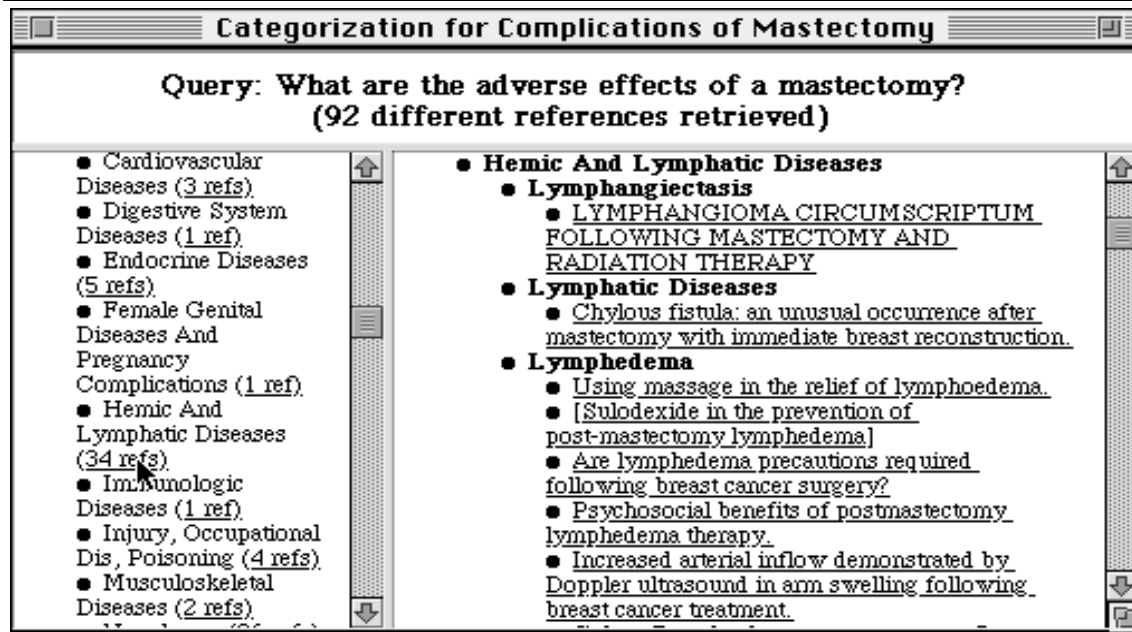 Categorization for Complications of Mastectomy
Query: What are the adverse effects of a mastectomy?
(92 different references retrieved)
● Cardiovascular
Diseases (3 refs)
● Digestive System
Diseases (1 ref)
● Endocrine Diseases
(5 refs)
● Female Genital
Diseases And
Pregnancy
Complications (1 ref)
● Hemic And
Lymphatic Diseases
(34 refs)
● Immunologic
Diseases (1 ref)
● Injury, Occupational
Dis, Poisoning (4 refs)
● Musculoskeletal
Diseases (2 refs)
● Hemic And Lymphatic Diseases
● Lymphangiectasis
● LYMPHANGIOMA CIRCUMSCRIPTUM
FOLLOWING MASTECTOMY AND
RADIATION THERAPY
● Lymphatic Diseases
● Chylous fistula: an unusual occurrence after
mastectomy with immediate breast reconstruction.
● Lymphedema
● Using massage in the relief of lymphoedema.
● [Sulodexide in the prevention of
post-mastectomy lymphedema]
● Are lymphedema precautions required
following breast cancer surgery?
● Psychosocial benefits of postmastectomy
lymphedema therapy.
● Increased arterial inflow demonstrated by
Doppler ultrasound in arm swelling following
breast cancer treatment.